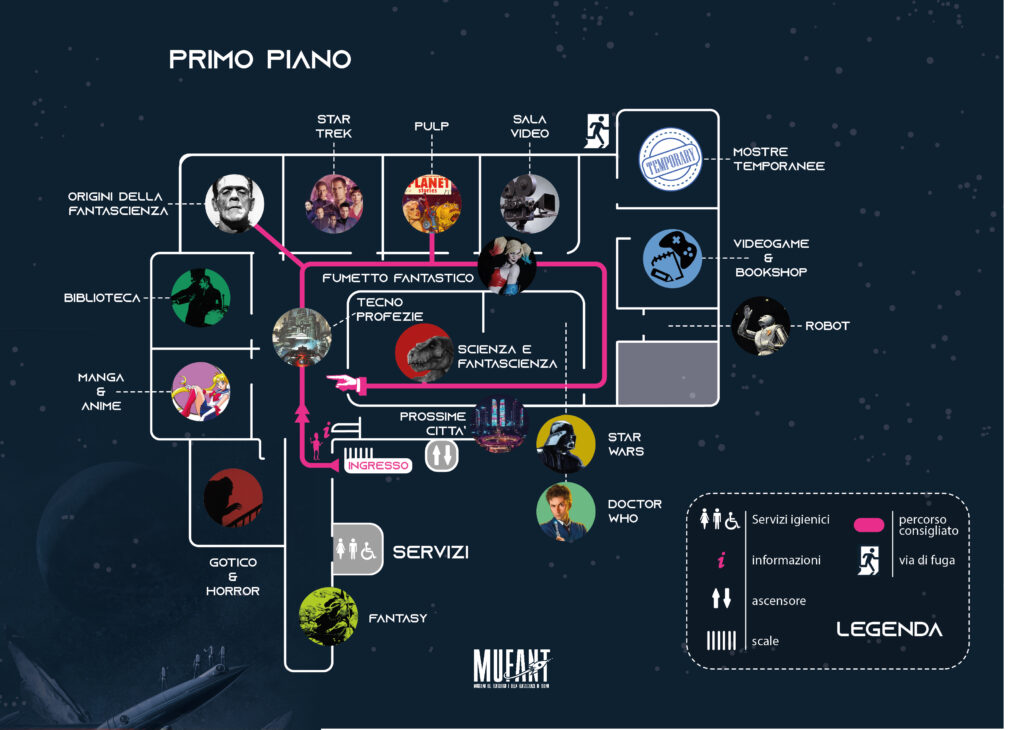 PRIMO PIANO
STAR
TREK
PULP
SALA
VIDEO
PLANET
stories
TEMPORARY
MOSTRE
TEMPORANEE
ORIGINI DELLA
FANTASCIENZA
VIDEOGAME
&
BOOKSHOP
FUMETTO FANTASTICO
BIBLIOTECA
TECNO
PROFEZIE
ROBOT
SCIENZA E
FANTASCIENZA
MANGA
&
ANIME
PROSSIME
CITTA'
i
INGRESSO
STAR
WARS
DOCTOR
WHO
SERVIZI
GOTICO
&
HORROR
FANTASY
Servizi igienici
percorso
consigliato
i
informazioni
via di fuga
ascensore
scale
LEGENDA
MUFANT